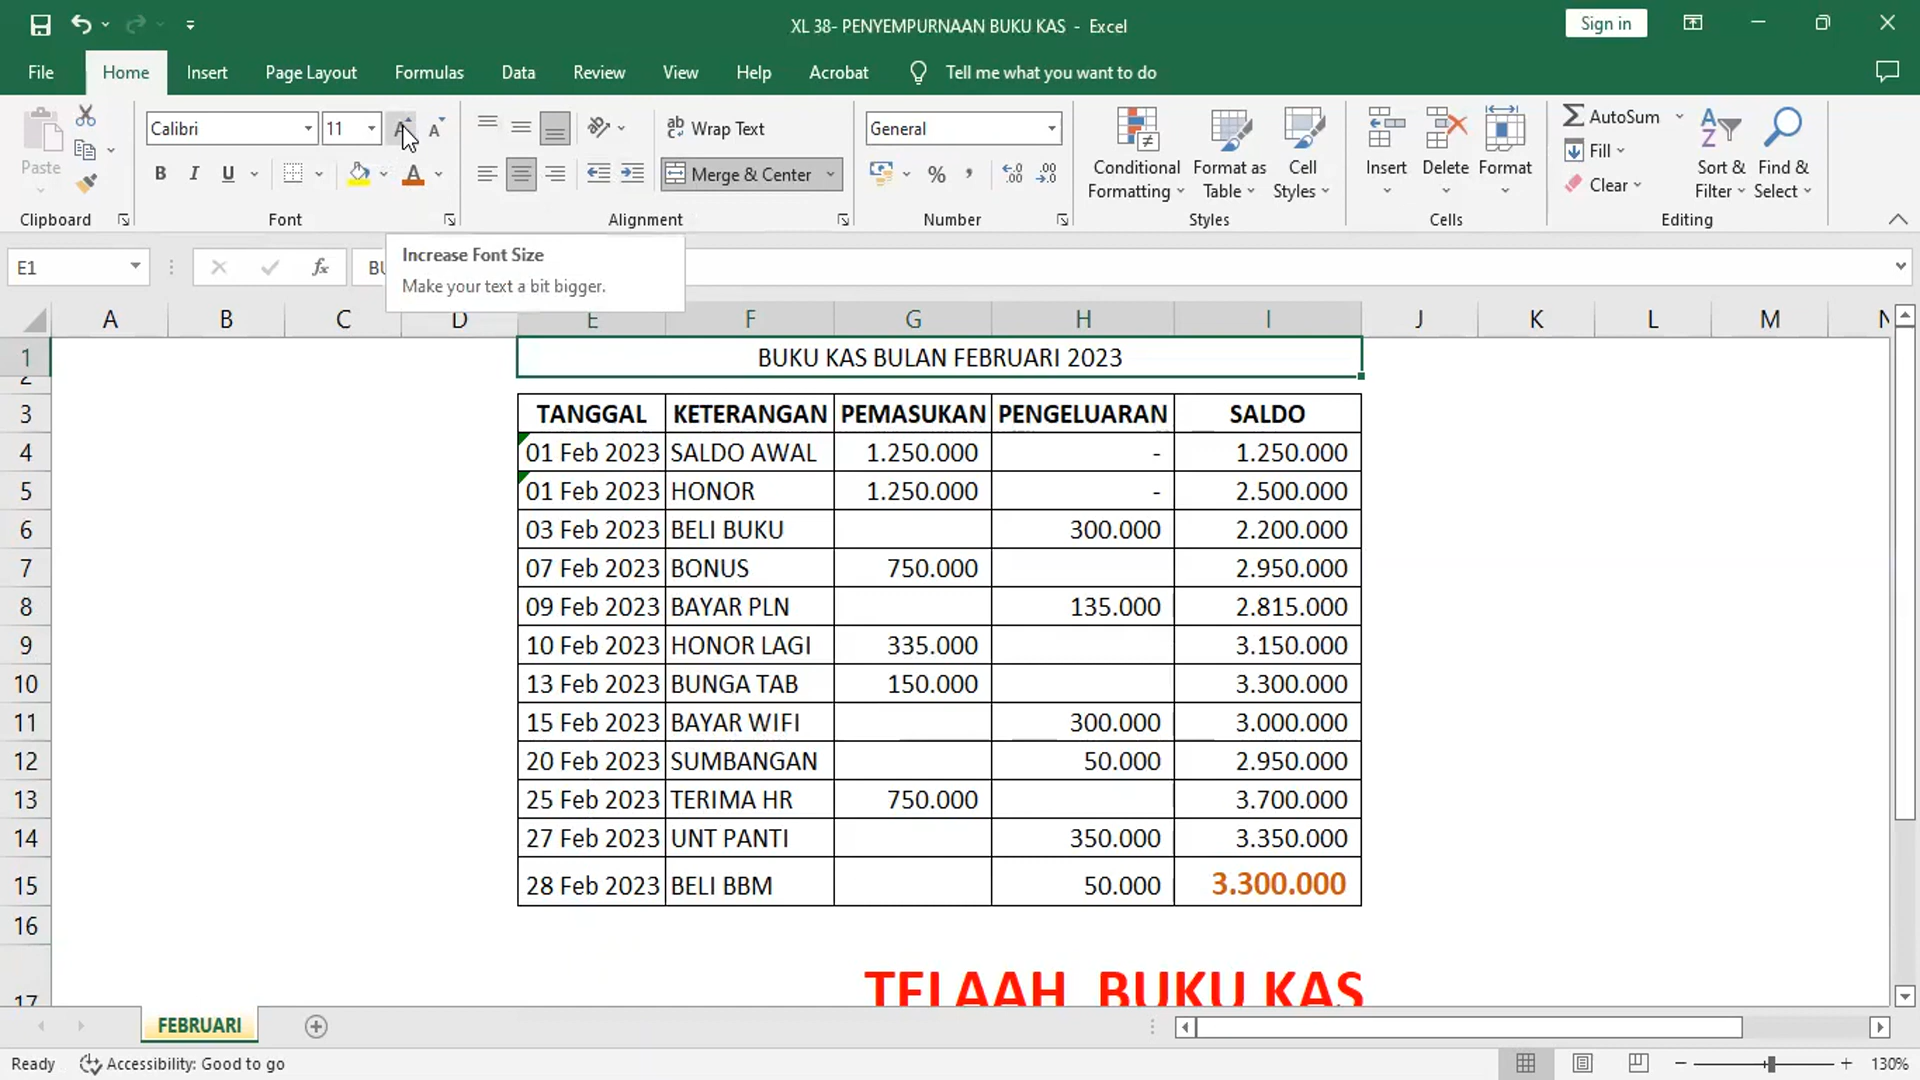 XL 38- PENYEMPURNAAN BUKU KAS - Excel
Sign in
File Home Insert Page Layout Formulas Data Review View Help Acrobat Tell me what you want to do
Paste
Clipboard
Calibri 11
B I U
Font
Wrap Text
Merge & Center
Alignment
General
%
Number
Conditional Formatting
Format as Table
Cell Styles
Styles
Insert Delete Format
Cells
AutoSum
Fill
Clear
Sort & Filter
Find & Select
Editing
Increase Font Size
Make your text a bit bigger.
E1 fx
A B C D E F G H I J K L M
1 BUKU KAS BULAN FEBRUARI 2023
2
3 TANGGAL KETERANGAN PEMASUKAN PENGELUARAN SALDO
4 01 Feb 2023 SALDO AWAL 1.250.000 - 1.250.000
5 01 Feb 2023 HONOR 1.250.000 - 2.500.000
6 03 Feb 2023 BELI BUKU 300.000 2.200.000
7 07 Feb 2023 BONUS 750.000 2.950.000
8 09 Feb 2023 BAYAR PLN 135.000 2.815.000
9 10 Feb 2023 HONOR LAGI 335.000 3.150.000
10 13 Feb 2023 BUNGA TAB 150.000 3.300.000
11 15 Feb 2023 BAYAR WIFI 300.000 3.000.000
12 20 Feb 2023 SUMBANGAN 50.000 2.950.000
13 25 Feb 2023 TERIMA HR 750.000 3.700.000
14 27 Feb 2023 UNT PANTI 350.000 3.350.000
15 28 Feb 2023 BELI BBM 50.000 3.300.000
16
17 TELAAH BUKU KAS
FEBRUARI
Ready Accessibility: Good to go 130%